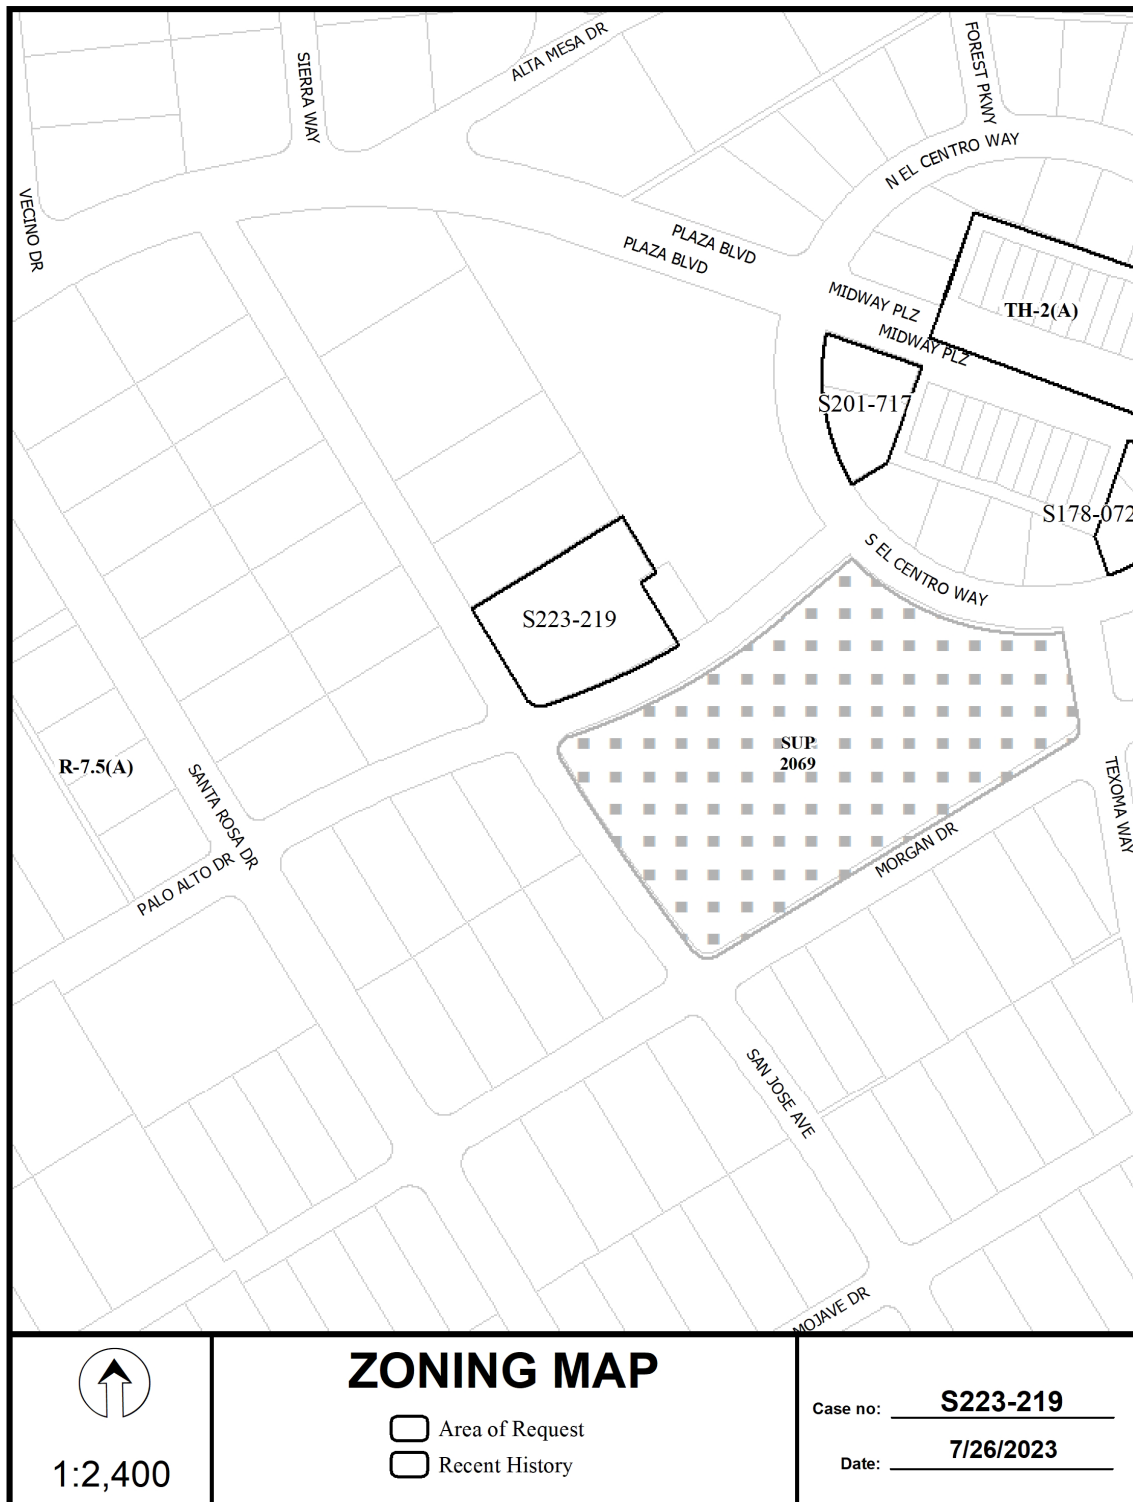 ALTA MESA DR
SIERRA WAY
FOREST PKWY
N EL CENTRO WAY
VECINO DR
PLAZA BLVD
PLAZA BLVD
MIDWAY PLZ
MIDWAY PLZ
TH-2(A)
S201-717
S178-072
S EL CENTRO WAY
S223-219
SUP
2069
R-7.5(A)
SANTA ROSA DR
PALO ALTO DR
MORGAN DR
TEXOMA WAY
SAN JOSE AVE
MOJAVE DR
1:2,400
ZONING MAP
Area of Request
Recent History
Case no: S223-219
Date: 7/26/2023